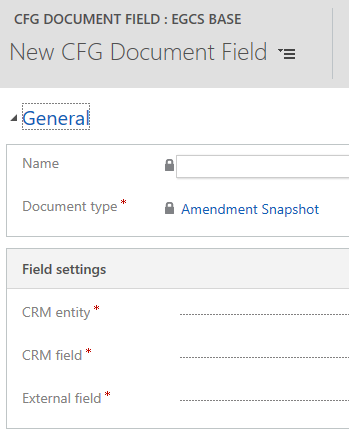 CFG DOCUMENT FIELD : EGCS BASE
New CFG Document Field
General
Name
Document type * Amendment Snapshot
Field settings
CRM entity *
CRM field *
External field *